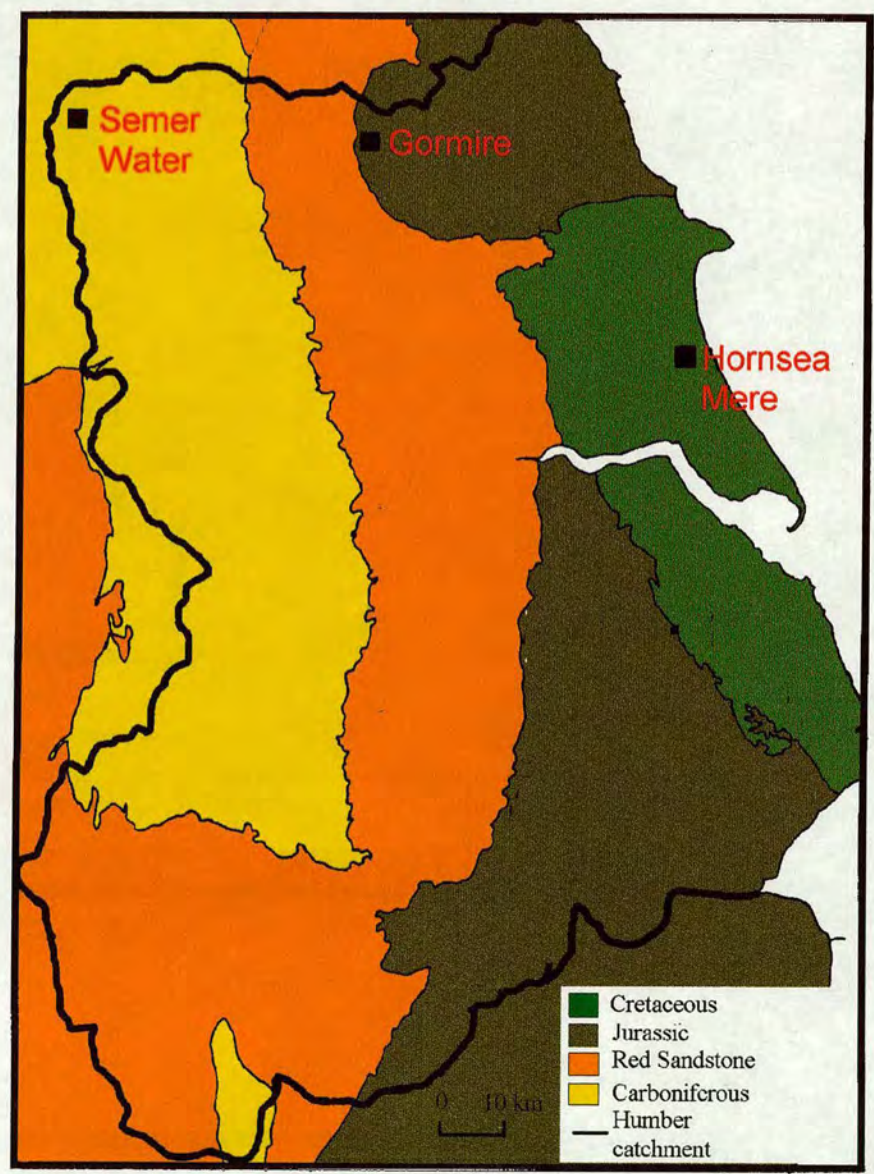 Semer
Water
Gormire
Hornsea
Mere
Cretaceous
Jurassic
Red Sandstone
Carboniferous
Humber
catchment
0 10 km